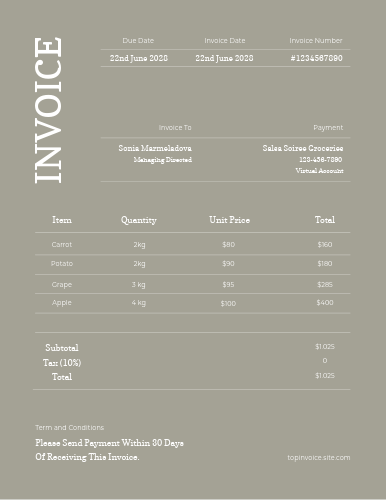 INVOICE
Due Date Invoice Date Invoice Number
22nd June 2028 22nd June 2028 #1234567890
Invoice To Payment
Sonia Marmeladova Salsa Soiree Groceries
Managing Directed 123-456-7890
Virtual Account
Item Quantity Unit Price Total
Carrot 2kg $80 $160
Potato 2kg $90 $180
Grape 3 kg $95 $285
Apple 4 kg $100 $400
Subtotal $1.025
Tax (10%) 0
Total $1.025
Term and Conditions
Please Send Payment Within 30 Days
Of Receiving This Invoice.
topinvoice.site.com